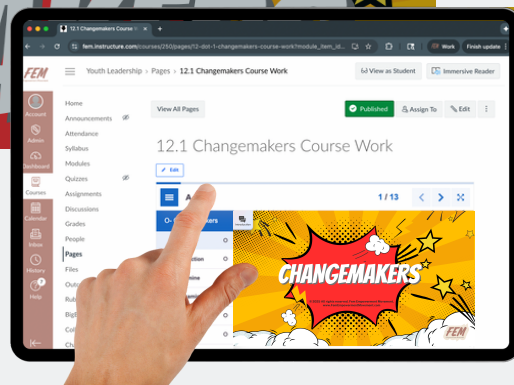 12.1 Changemakers Course W
fem.instructure.com/courses/250/pages/12-dot-1-changemakers-course-work?module_item_id...
Work
Finish update
FEM
Youth Leadership > Pages > 12.1 Changemakers Course Work
View as Student
Immersive Reader
Account
Admin
Dashboard
Courses
Calendar
Inbox
History
Help
Home
Announcements
Attendance
Syllabus
Modules
Quizzes
Assignments
Discussions
Grades
People
Pages
Files
View All Pages
Published
Assign To
Edit
12.1 Changemakers Course Work
Edit
1 / 13
CHANGEMAKERS
FEM